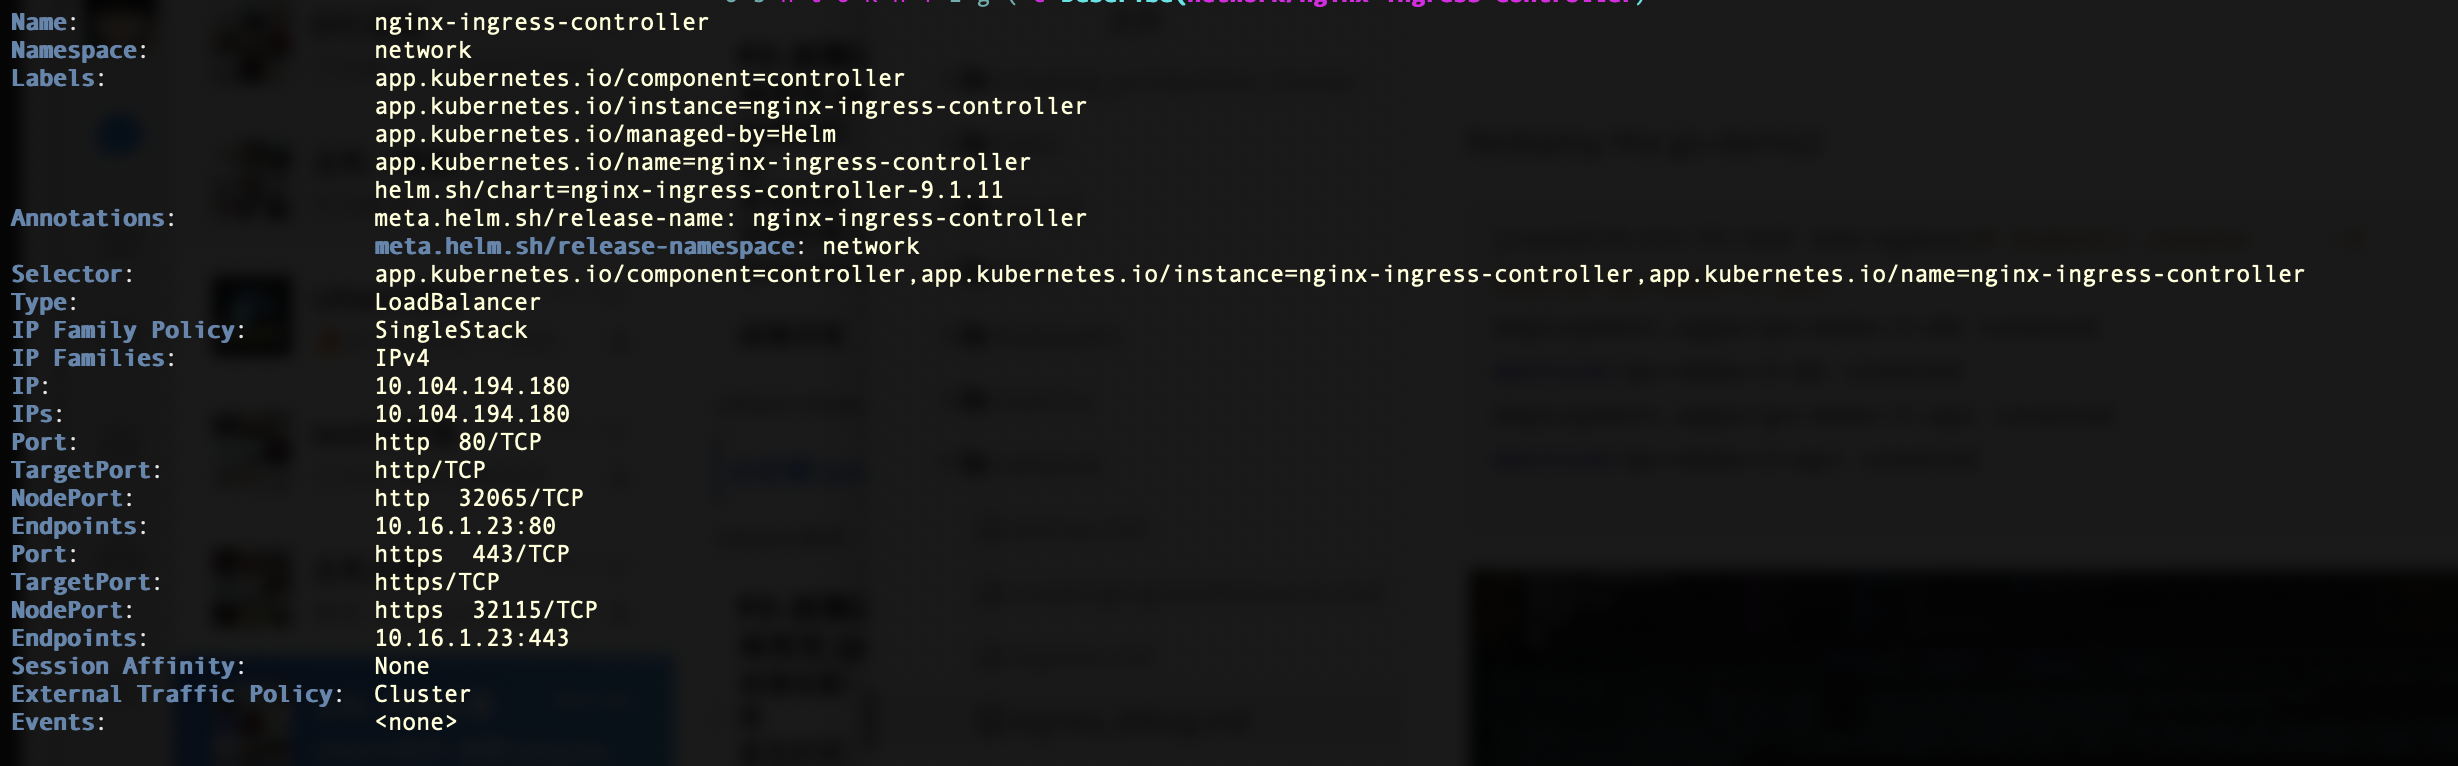 Describe(network/nginx-ingress-controller)
Name: nginx-ingress-controller
Namespace: network
Labels: app.kubernetes.io/component=controller
app.kubernetes.io/instance=nginx-ingress-controller
app.kubernetes.io/managed-by=Helm
app.kubernetes.io/name=nginx-ingress-controller
helm.sh/chart=nginx-ingress-controller-9.1.11
Annotations: meta.helm.sh/release-name: nginx-ingress-controller
meta.helm.sh/release-namespace: network
Selector: app.kubernetes.io/component=controller,app.kubernetes.io/instance=nginx-ingress-controller,app.kubernetes.io/name=nginx-ingress-controller
Type: LoadBalancer
IP Family Policy: SingleStack
IP Families: IPv4
IP: 10.104.194.180
IPs: 10.104.194.180
Port: http 80/TCP
TargetPort: http/TCP
NodePort: http 32065/TCP
Endpoints: 10.16.1.23:80
Port: https 443/TCP
TargetPort: https/TCP
NodePort: https 32115/TCP
Endpoints: 10.16.1.23:443
Session Affinity: None
External Traffic Policy: Cluster
Events: <none>